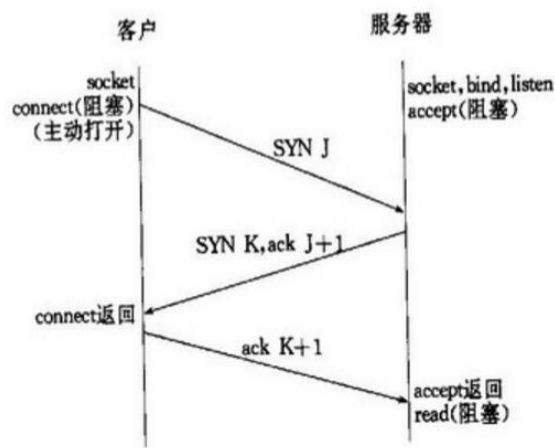 客户
服务器
socket
connect(阻塞)
(主动打开)
socket,bind,listen
accept(阻塞)
SYN J
SYN K,ack J+1
connect返回
ack K+1
accept返回
read(阻塞)